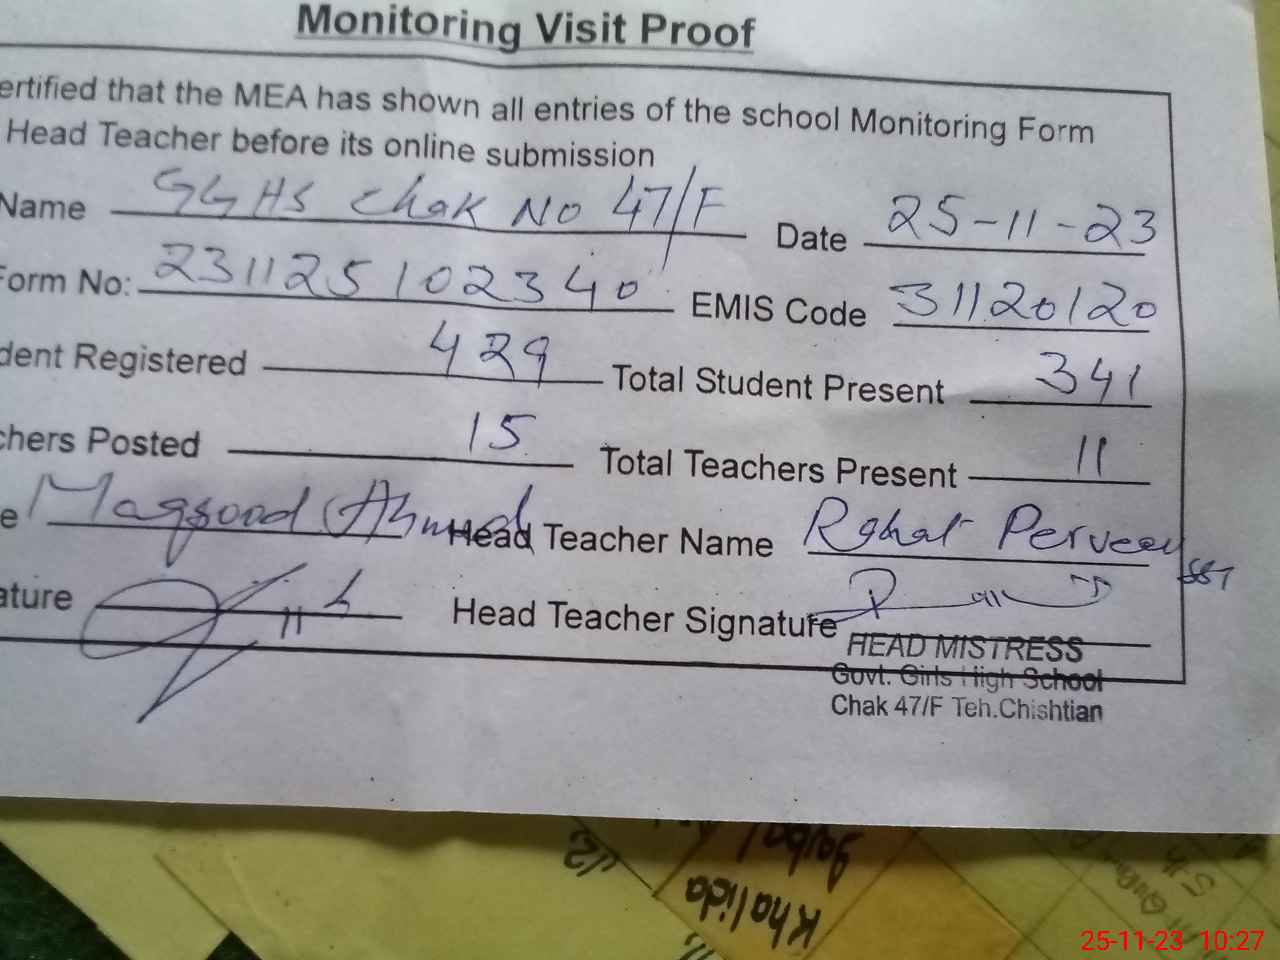 Monitoring Visit Proof
ertified that the MEA has shown all entries of the school Monitoring Form
Head Teacher before its online submission
Name GGHS Chak No 47/F Date 25-11-23
Form No: 231125102340 EMIS Code 31120120
dent Registered 429 Total Student Present 341
chers Posted 15 Total Teachers Present 11
e Maqsood Ahmed Head Teacher Name Rahat Perveen SST
ature Head Teacher Signature
HEAD MISTRESS
Govt. Girls High School
Chak 47/F Teh.Chishtian
Khalida
25-11-23 10:27